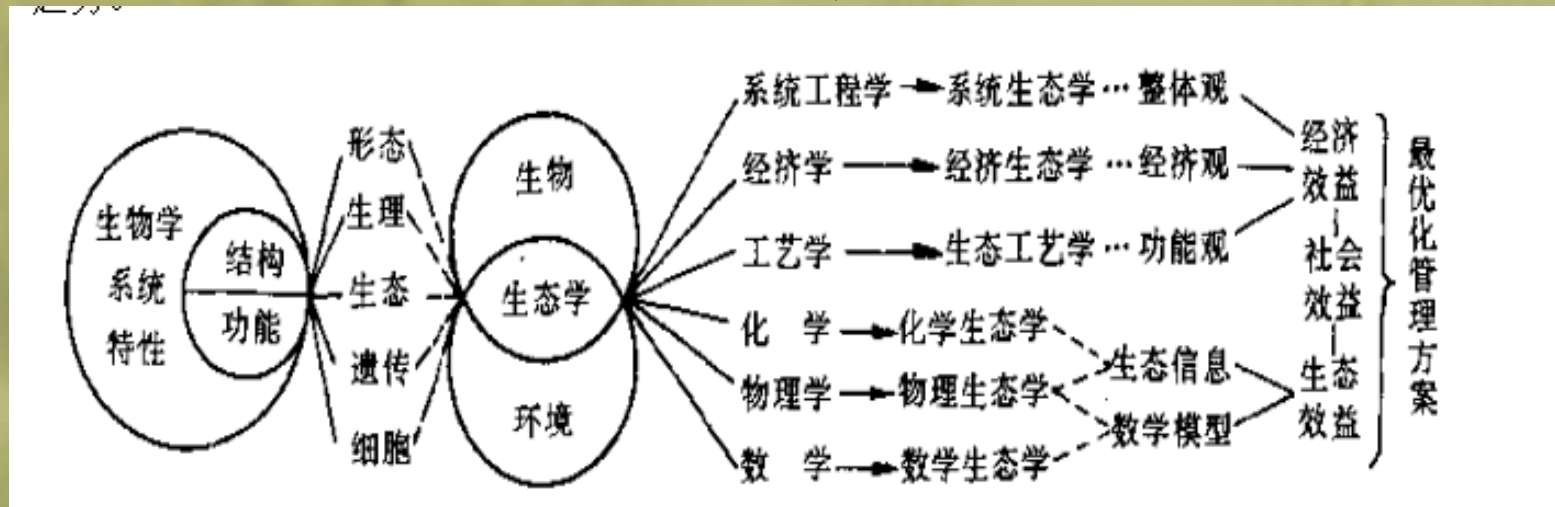 生物学
系统
特性
结构
功能
形态
生理
生态
遗传
细胞
生物
生态学
环境
系统工程学 系统生态学…整体观
经济学 经济生态学…经济观
工艺学 生态工艺学…功能观
化 学 化学生态学
物理学 物理生态学
数 学 数学生态学
生态信息
数学模型
经济
效益
社会
效益
生态
效益
最优化管理方案